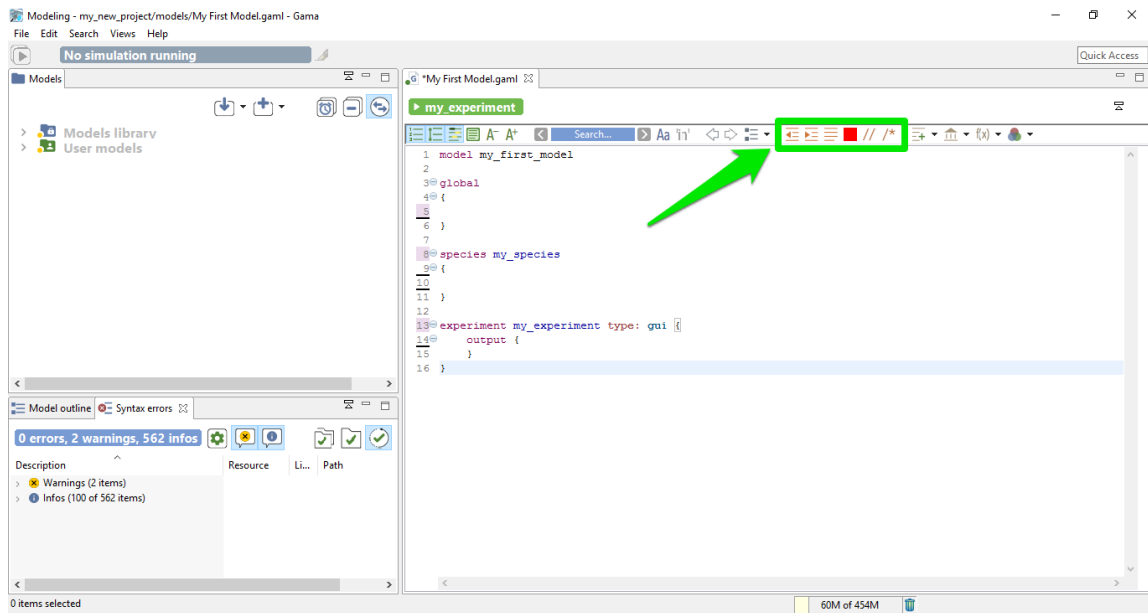 Modeling - my_new_project/models/My First Model.gaml - Gama
File Edit Search Views Help
No simulation running
Quick Access
Models
*My First Model.gaml
my_experiment
A⁻ A⁺ Search... Aa 'in' // /* f(x)
Models library
User models
1 model my_first_model
2
3 global
4 {
5
6 }
7
8 species my_species
9 {
10
11 }
12
13 experiment my_experiment type: gui {
14 output {
15 }
16 }
Model outline Syntax errors
0 errors, 2 warnings, 562 infos
Description Resource Li... Path
Warnings (2 items)
Infos (100 of 562 items)
0 items selected
60M of 454M